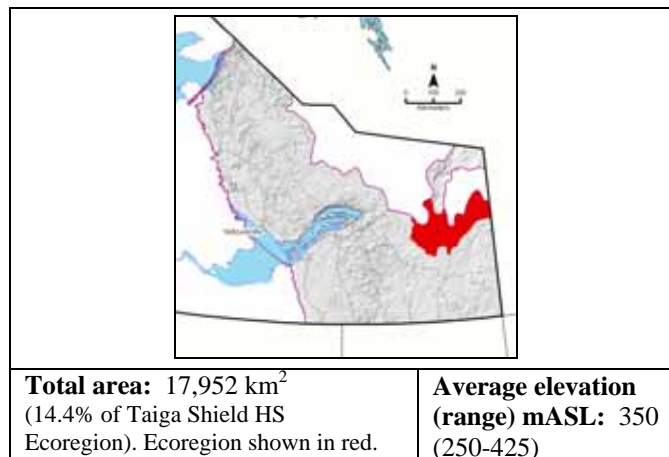 N
Total area: 17,952 km2
(14.4% of Taiga Shield HS
Ecoregion). Ecoregion shown in red.
Average elevation
(range) mASL: 350
(250-425)